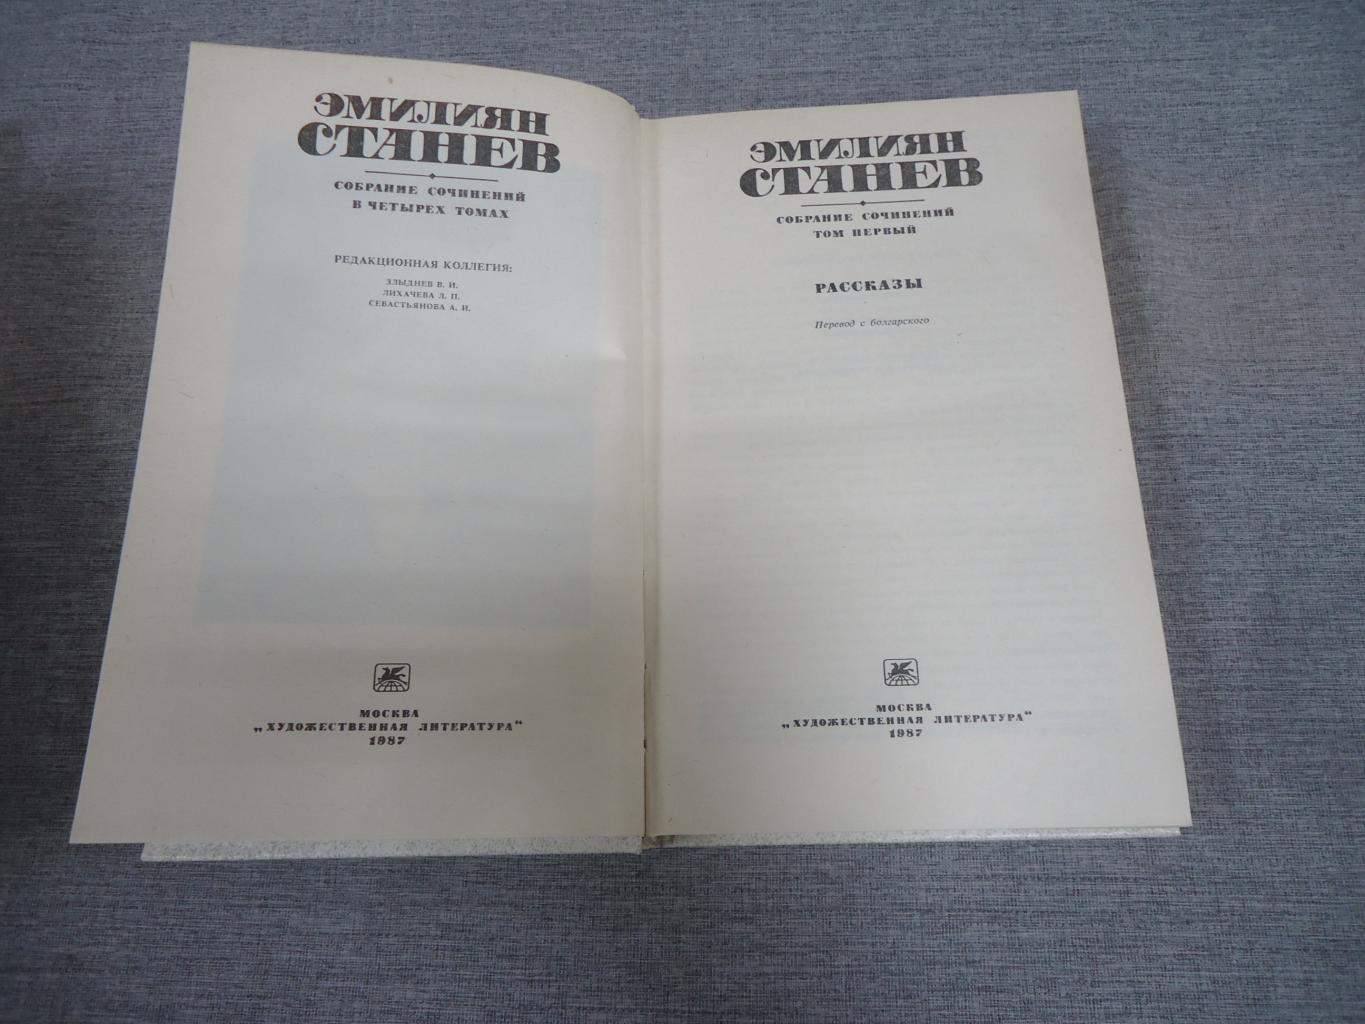 ЭМИЛИЯН
СТАНЕВ
СОБРАНИЕ СОЧИНЕНИЙ
В ЧЕТЫРЕХ ТОМАХ
РЕДАКЦИОННАЯ КОЛЛЕГИЯ:
ЗЛЫДНЕВ В. И.
ЛИХАЧЕВА Л. П.
СЕВАСТЬЯНОВА А. И.
МОСКВА
„ХУДОЖЕСТВЕННАЯ ЛИТЕРАТУРА“
1987
ЭМИЛИЯН
СТАНЕВ
СОБРАНИЕ СОЧИНЕНИЙ
ТОМ ПЕРВЫЙ
РАССКАЗЫ
Перевод с болгарского
МОСКВА
„ХУДОЖЕСТВЕННАЯ ЛИТЕРАТУРА“
1987